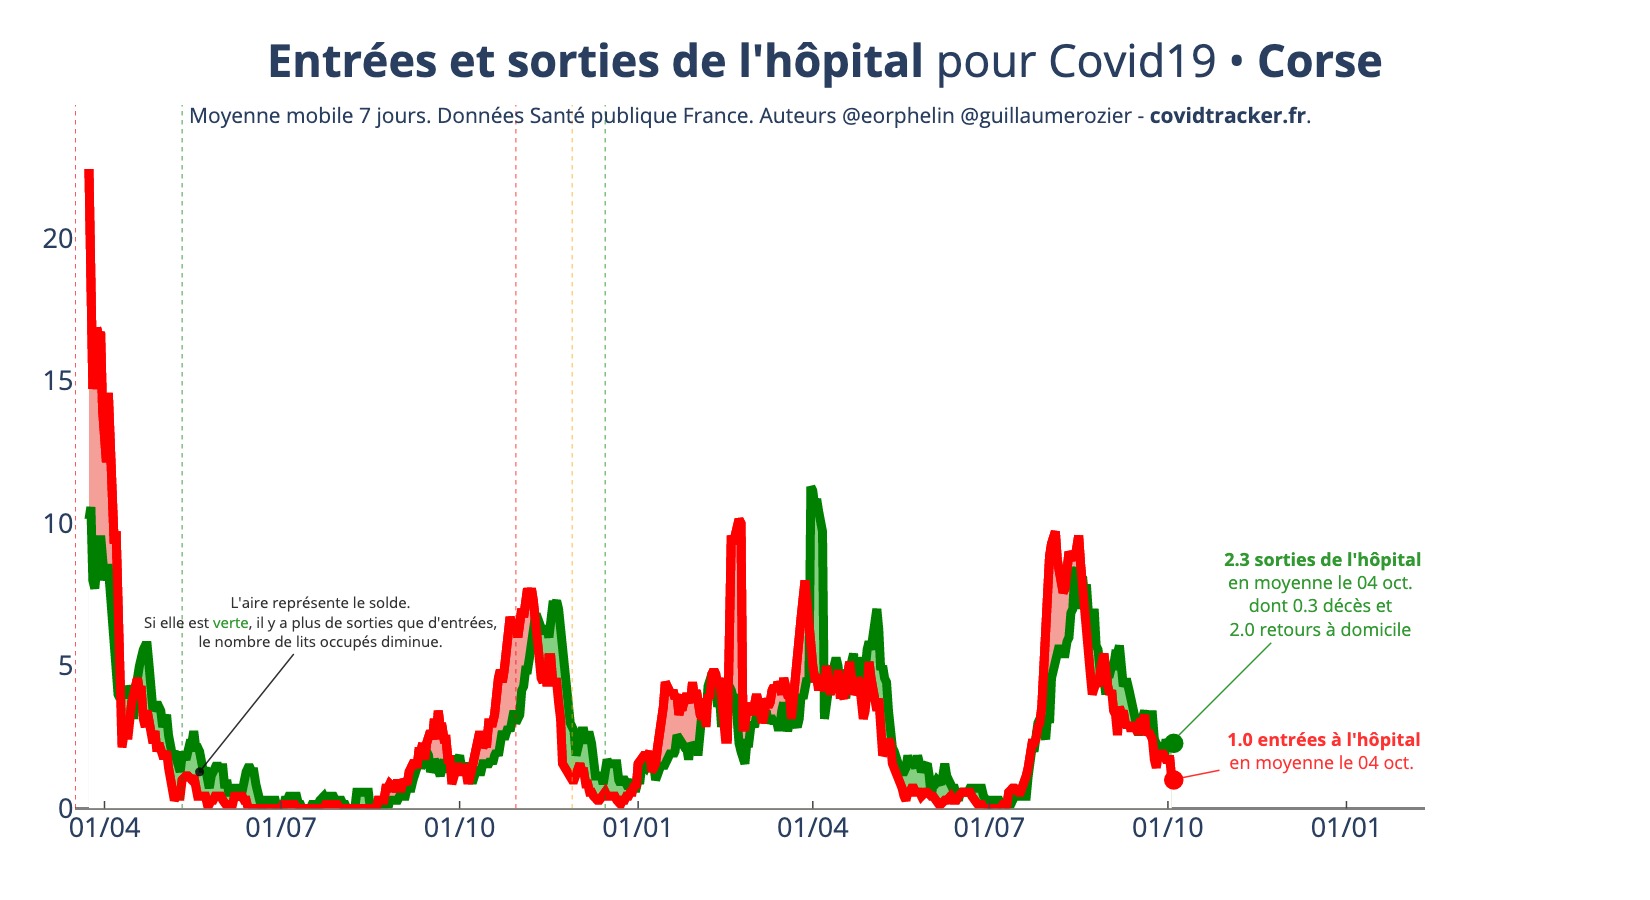 Entrées et sorties de l'hôpital pour Covid19 • Corse
Moyenne mobile 7 jours. Données Santé publique France. Auteurs @eorphelin @guillaumerozier - covidtracker.fr.
20
15
10
5
0
L'aire représente le solde.
Si elle est verte, il y a plus de sorties que d'entrées,
le nombre de lits occupés diminue.
2.3 sorties de l'hôpital
en moyenne le 04 oct.
dont 0.3 décès et
2.0 retours à domicile
1.0 entrées à l'hôpital
en moyenne le 04 oct.
01/04 01/07 01/10 01/01 01/04 01/07 01/10 01/01